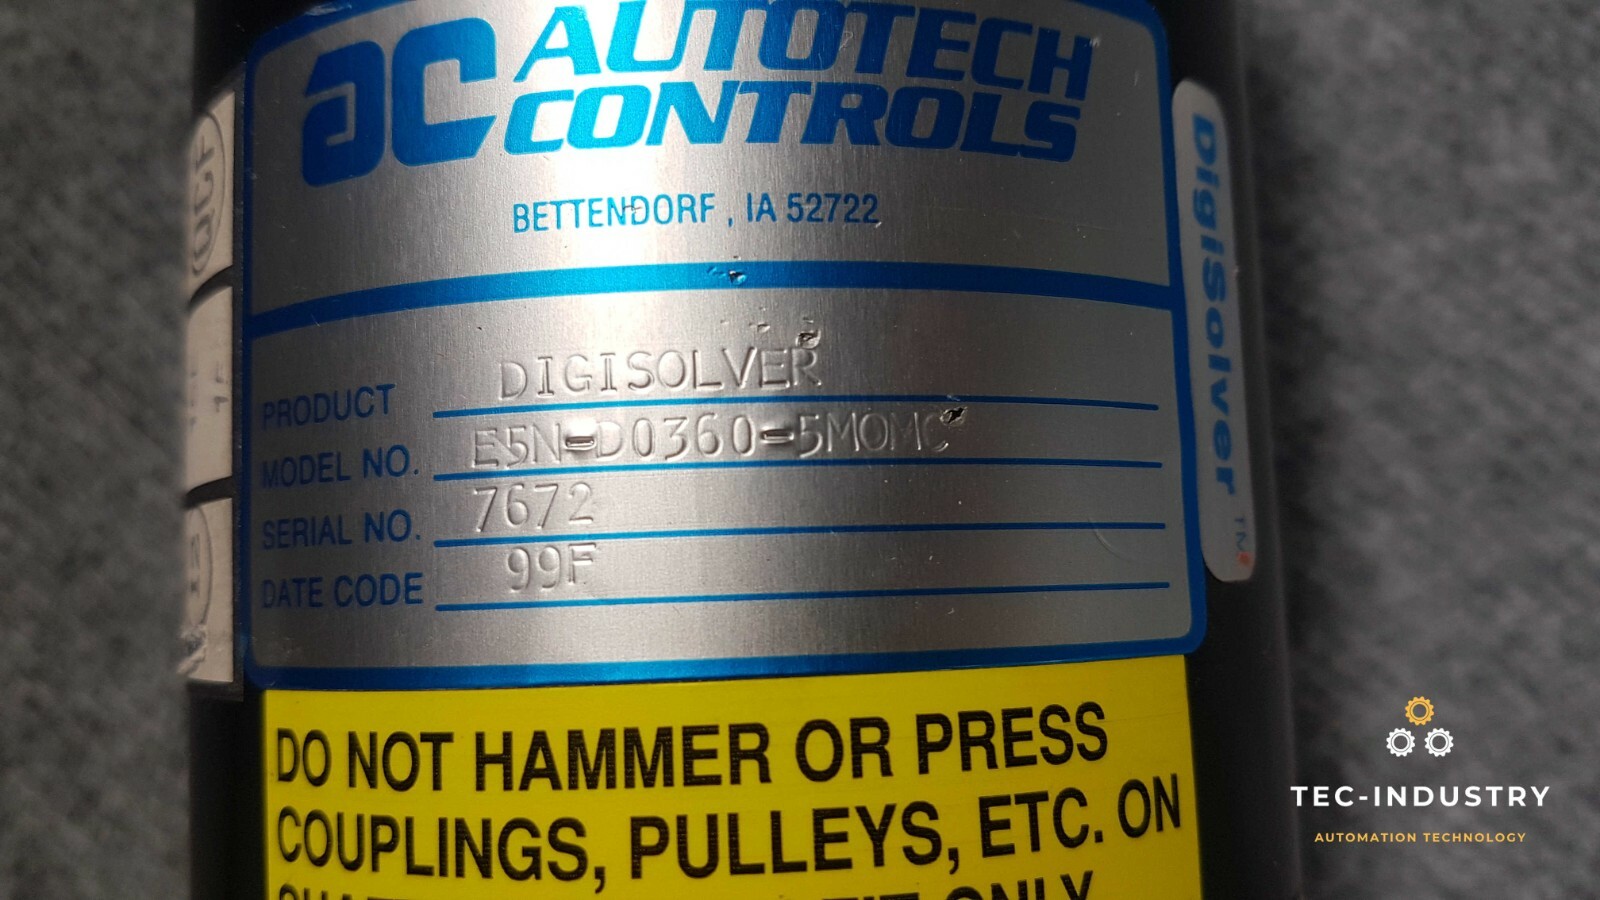 ac AUTOTECH
CONTROLS
BETTENDORF, IA 52722
PRODUCT DIGISOLVER
MODEL NO. E5N-D0360-5MOMC
SERIAL NO. 7672
DATE CODE 99F
DO NOT HAMMER OR PRESS
COUPLINGS, PULLEYS, ETC. ON
ONLY
DigiSolver TM
TEC-INDUSTRY
AUTOMATION TECHNOLOGY